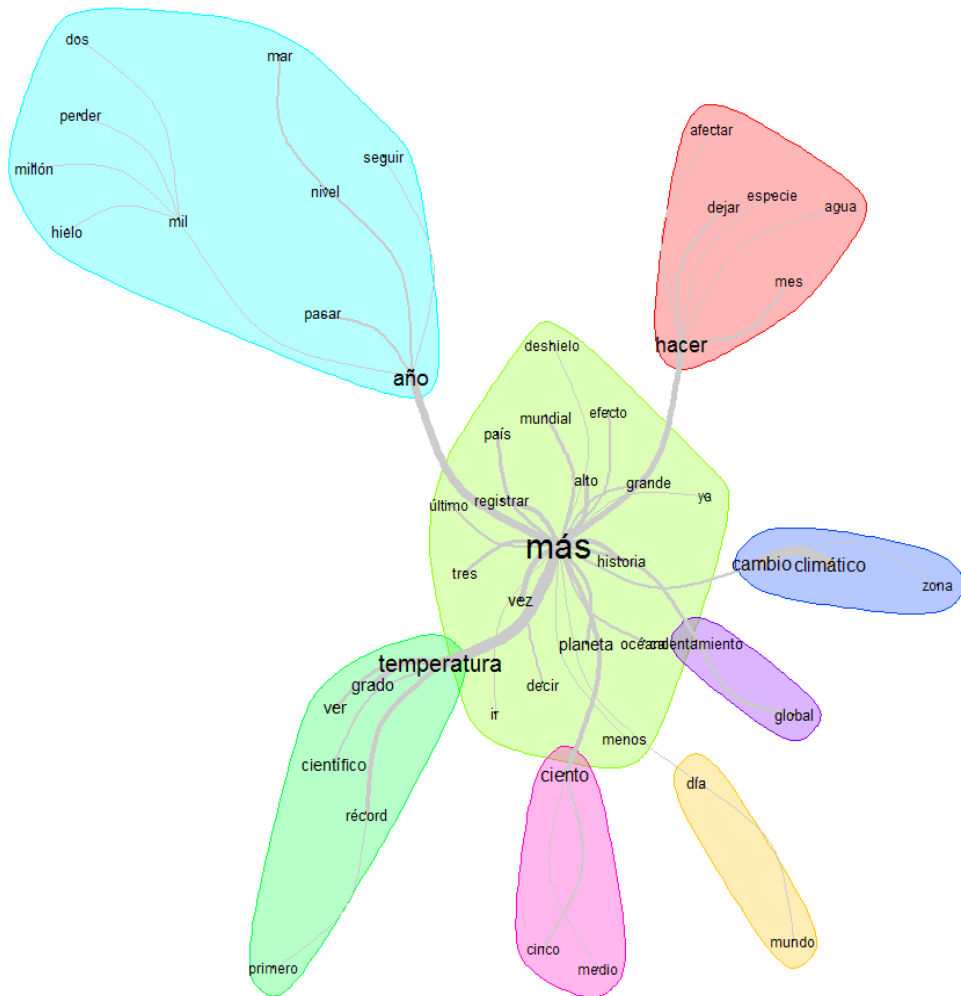 dos
mar
perder
afectar
seguir
millón
nivel
especie
dejar
agua
mil
hielo
mes
pasar
hacer
deshielo
año
efecto
mundial
país
alto
grande
ya
registrar
último
más
historia
cambio
climático
tres
zona
vez
planeta
océano
calentamiento
temperatura
grado
decir
ver
ir
global
menos
científico
ciento
día
récord
cinco
mundo
primero
medio